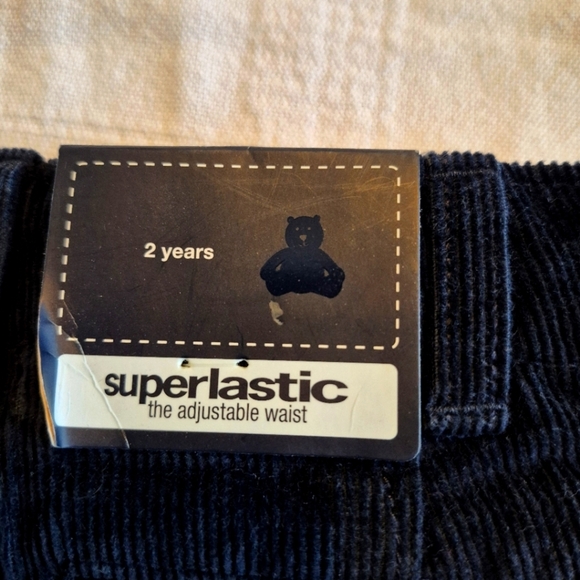 2 years
superlastic
the adjustable waist